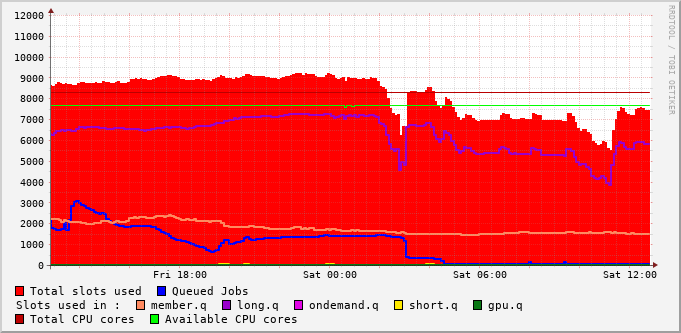 RRDTOOL / TOBI OETIKER
12000
11000
10000
9000
8000
7000
6000
5000
4000
3000
2000
1000
0
Fri 18:00 Sat 00:00 Sat 06:00 Sat 12:00
Total slots used Queued Jobs
Slots used in : member.q long.q ondemand.q short.q gpu.q
Total CPU cores Available CPU cores